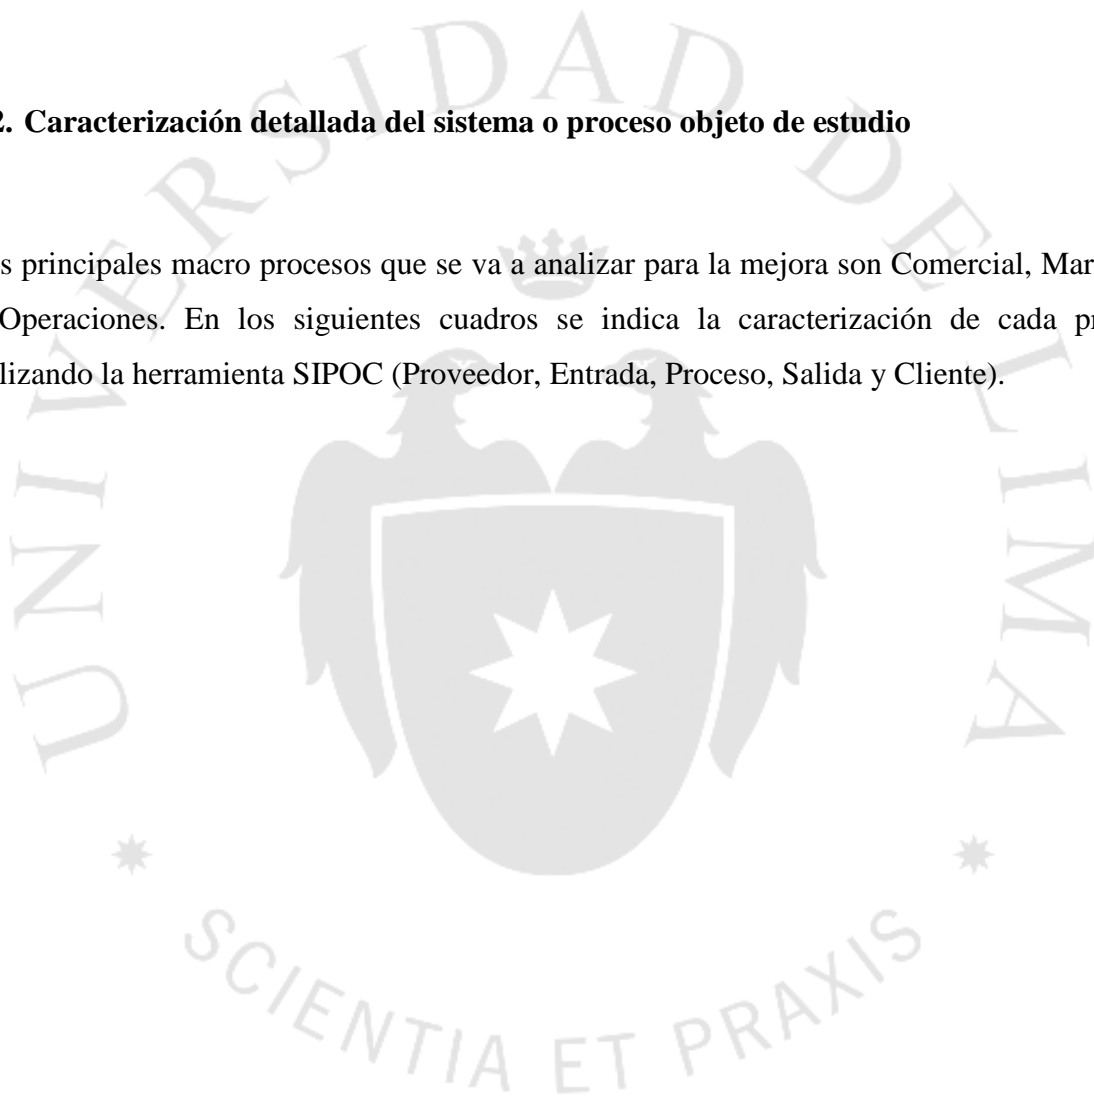 2. Caracterización detallada del sistema o proceso objeto de estudio
s principales macro procesos que se va a analizar para la mejora son Comercial, Mar
Operaciones. En los siguientes cuadros se indica la caracterización de cada pr
lizando la herramienta SIPOC (Proveedor, Entrada, Proceso, Salida y Cliente).
UNIVERSIDAD DE LIMA
SCIENTIA ET PRAXIS